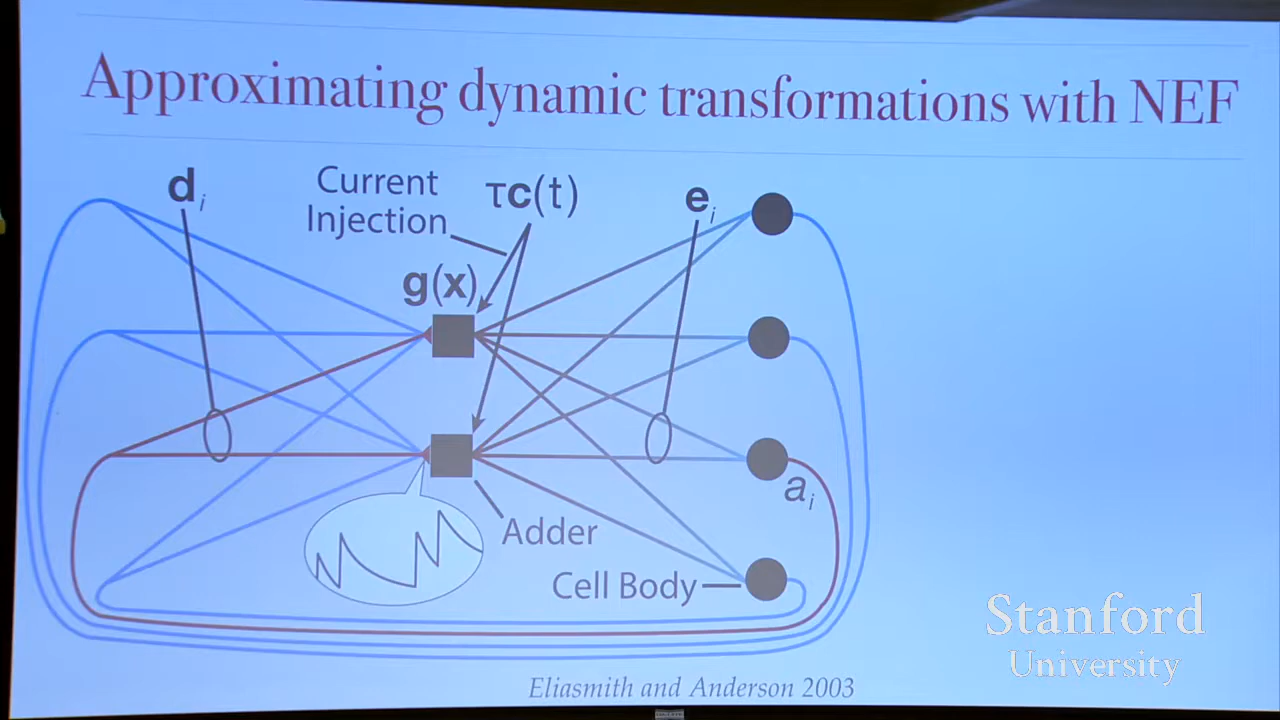 Approximating dynamic transformations with NEF
d i
Current
Injection
τc(t)
e i
g(x)
a i
Adder
Cell Body
Stanford
University
Eliasmith and Anderson 2003